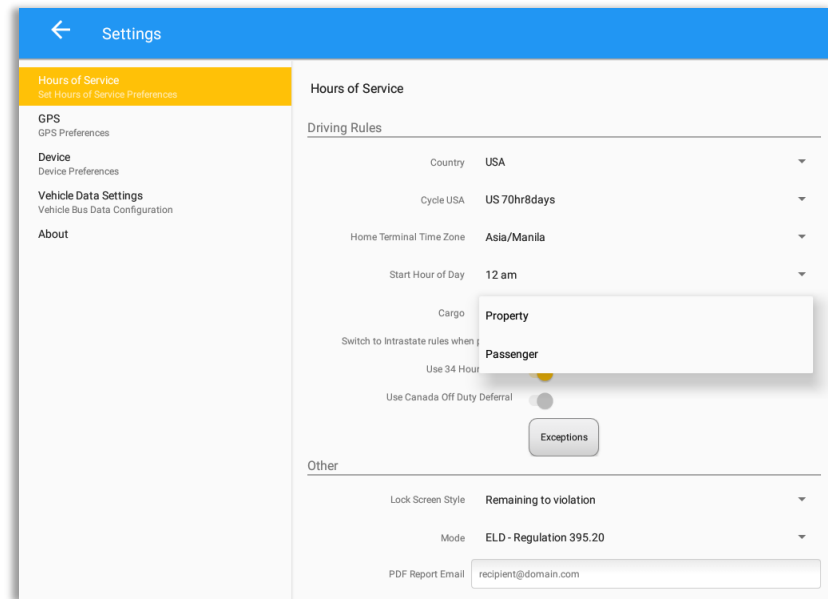 Settings
Hours of Service
Set Hours of Service Preferences
GPS
GPS Preferences
Device
Device Preferences
Vehicle Data Settings
Vehicle Bus Data Configuration
About
Hours of Service
Driving Rules
Country USA
Cycle USA US 70hr8days
Home Terminal Time Zone Asia/Manila
Start Hour of Day 12 am
Cargo Property
Switch to Intrastate rules when
Passenger
Use 34
Use Canada Off Duty Deferral
Exceptions
Other
Lock Screen Style Remaining to violation
Mode ELD - Regulation 395.20
PDF Report Email recipient@domain.com